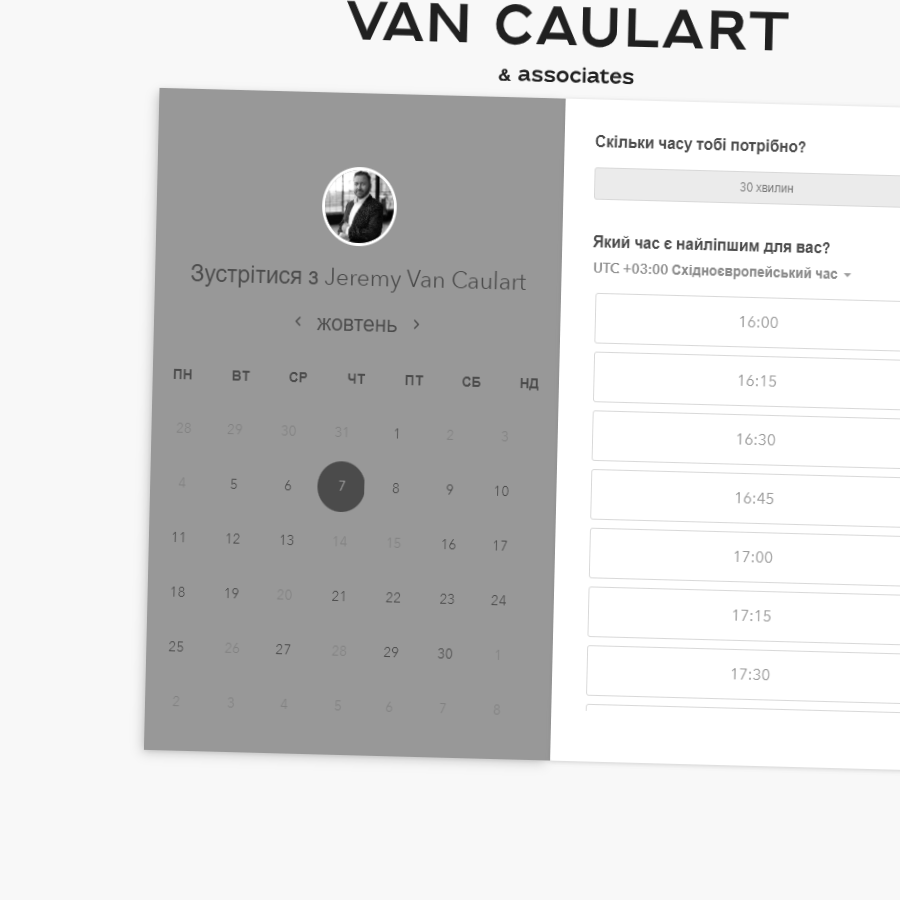 VAN CAULART
& associates
Зустрітися з Jeremy Van Caulart
жовтень
ПН ВТ СР ЧТ ПТ СБ НД
28 29 30 31 1 2 3
4 5 6 7 8 9 10
11 12 13 14 15 16 17
18 19 20 21 22 23 24
25 26 27 28 29 30 1
2 3 4 5 6 7 8
Скільки часу тобі потрібно?
30 хвилин
Який час є найліпшим для вас?
UTC +03:00 Східноєвропейський час
16:00
16:15
16:30
16:45
17:00
17:15
17:30